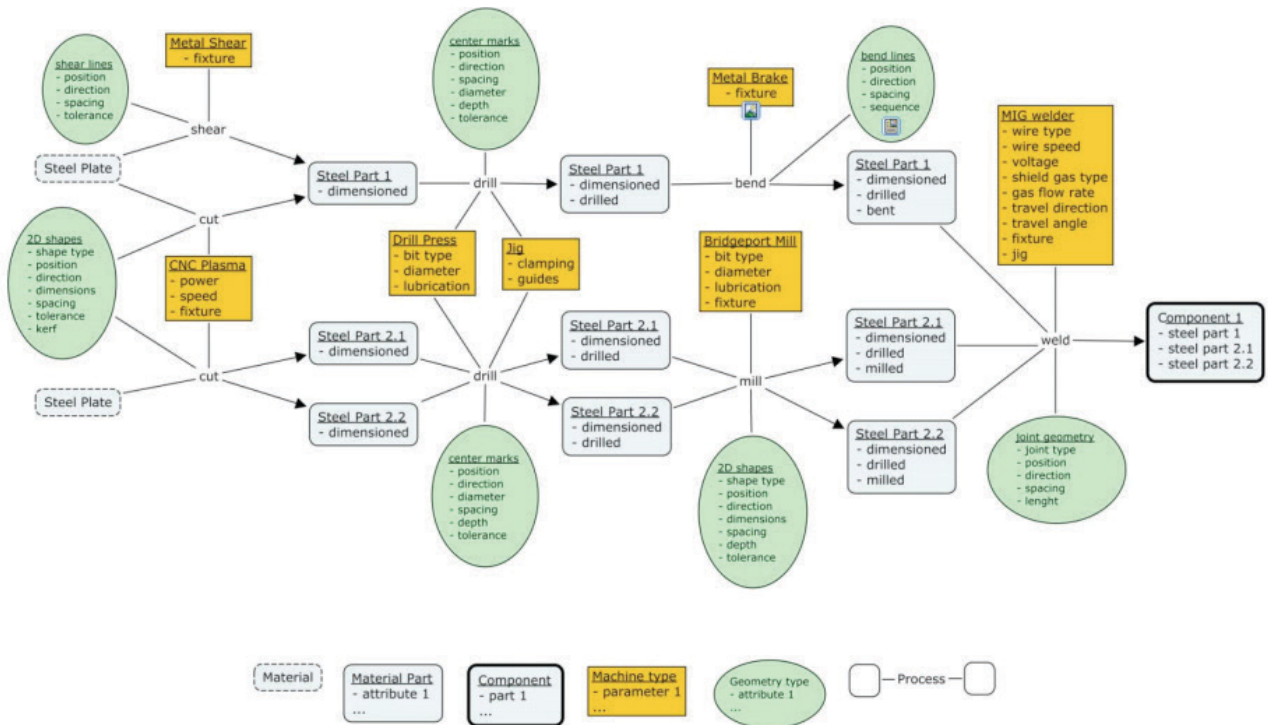 Metal Shear
- fixture
shear lines
- position
- direction
- spacing
- tolerance
center marks
- position
- direction
- spacing
- diameter
- depth
- tolerance
Metal Brake
- fixture
bend lines
- position
- direction
- spacing
- sequence
MIG welder
- wire type
- wire speed
- voltage
- shield gas type
- gas flow rate
- travel direction
- travel angle
- fixture
- jig
shear
Steel Plate
Steel Part 1
- dimensioned
drill
Steel Part 1
- dimensioned
- drilled
bend
Steel Part 1
- dimensioned
- drilled
- bent
cut
2D shapes
- shape type
- position
- direction
- dimensions
- spacing
- tolerance
- kerf
CNC Plasma
- power
- speed
- fixture
Drill Press
- bit type
- diameter
- lubrication
Jig
- clamping
- guides
Bridgeport Mill
- bit type
- diameter
- lubrication
- fixture
Steel Part 2.1
- dimensioned
Steel Part 2.1
- dimensioned
- drilled
Steel Part 2.1
- dimensioned
- drilled
- milled
weld
Component 1
- steel part 1
- steel part 2.1
- steel part 2.2
cut
drill
mill
Steel Plate
Steel Part 2.2
- dimensioned
Steel Part 2.2
- dimensioned
- drilled
Steel Part 2.2
- dimensioned
- drilled
- milled
center marks
- position
- direction
- diameter
- spacing
- depth
- tolerance
2D shapes
- shape type
- position
- direction
- dimensions
- spacing
- depth
- tolerance
joint geometry
- joint type
- position
- direction
- spacing
- lenght
Material
Material Part
- attribute 1
...
Component
- part 1
...
Machine type
- parameter 1
...
Geometry type
- attribute 1
...
Process